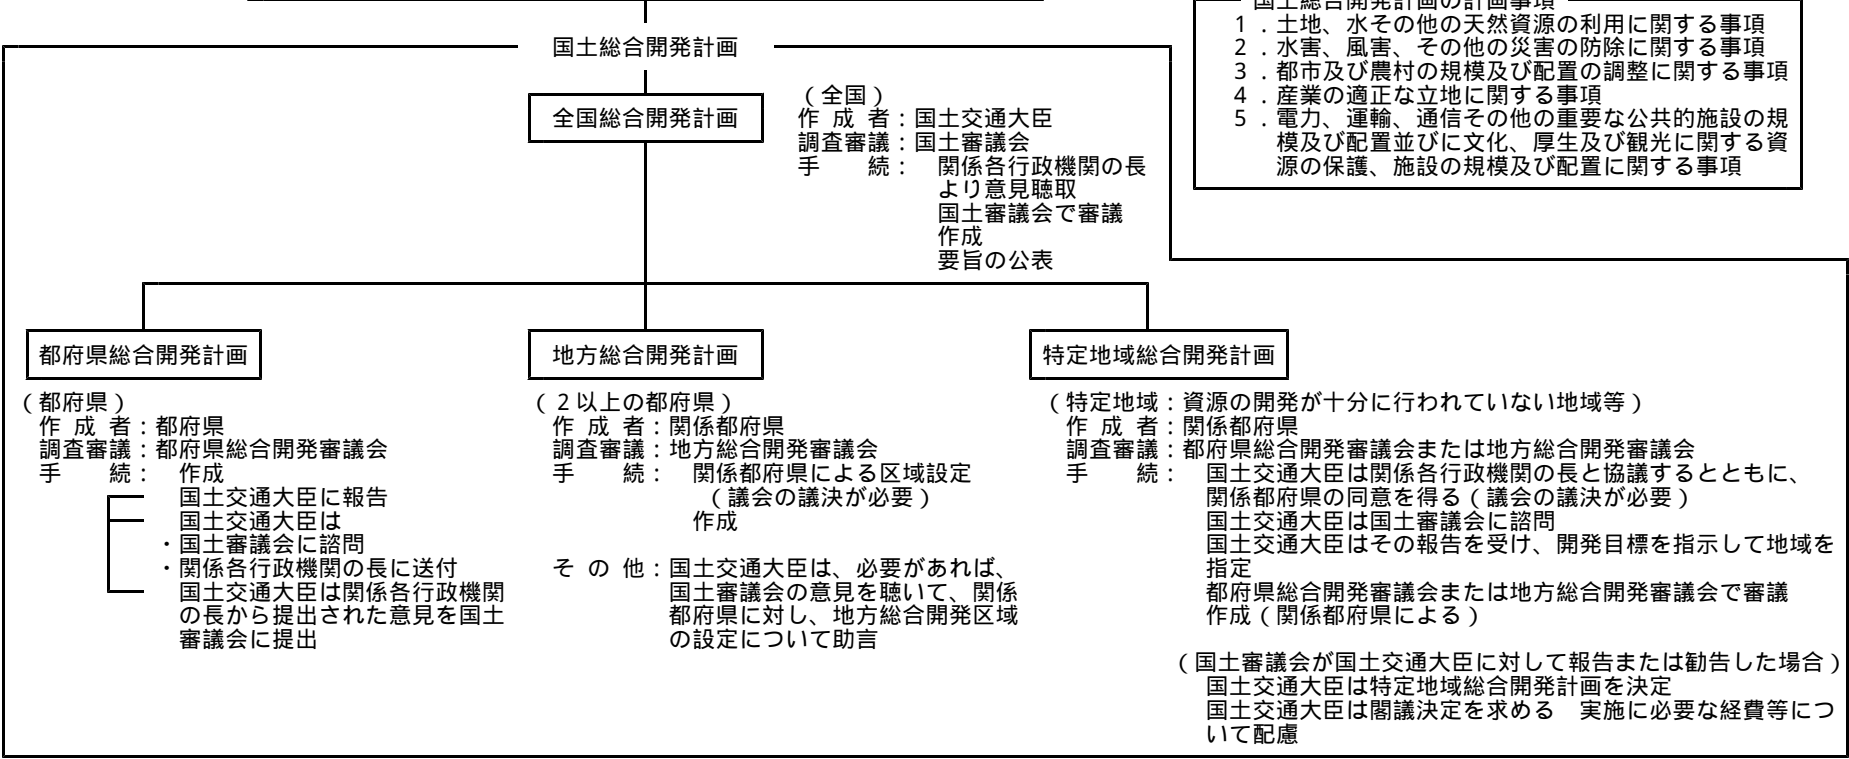 国土総合開発計画の計画事項
1．土地、水その他の天然資源の利用に関する事項
2．水害、風害、その他の災害の防除に関する事項
3．都市及び農村の規模及び配置の調整に関する事項
4．産業の適正な立地に関する事項
5．電力、運輸、通信その他の重要な公共的施設の規
模及び配置並びに文化、厚生及び観光に関する資
源の保護、施設の規模及び配置に関する事項
国土総合開発計画
全国総合開発計画
（全国）
作 成 者：国土交通大臣
調査審議：国土審議会
手　　続：　関係各行政機関の長
より意見聴取
国土審議会で審議
作成
要旨の公表
都府県総合開発計画
（都府県）
作 成 者：都府県
調査審議：都府県総合開発審議会
手　　続：　作成
国土交通大臣に報告
国土交通大臣は
・国土審議会に諮問
・関係各行政機関の長に送付
国土交通大臣は関係各行政機関
の長から提出された意見を国土
審議会に提出
地方総合開発計画
（2以上の都府県）
作 成 者：関係都府県
調査審議：地方総合開発審議会
手　　続：　関係都府県による区域設定
（議会の議決が必要）
作成
そ の 他：国土交通大臣は、必要があれば、
国土審議会の意見を聴いて、関係
都府県に対し、地方総合開発区域
の設定について助言
特定地域総合開発計画
（特定地域：資源の開発が十分に行われていない地域等）
作 成 者：関係都府県
調査審議：都府県総合開発審議会または地方総合開発審議会
手　　続：　国土交通大臣は関係各行政機関の長と協議するとともに、
関係都府県の同意を得る（議会の議決が必要）
国土交通大臣は国土審議会に諮問
国土交通大臣はその報告を受け、開発目標を指示して地域を
指定
都府県総合開発審議会または地方総合開発審議会で審議
作成（関係都府県による）
（国土審議会が国土交通大臣に対して報告または勧告した場合）
国土交通大臣は特定地域総合開発計画を決定
国土交通大臣は閣議決定を求める　実施に必要な経費等につ
いて配慮